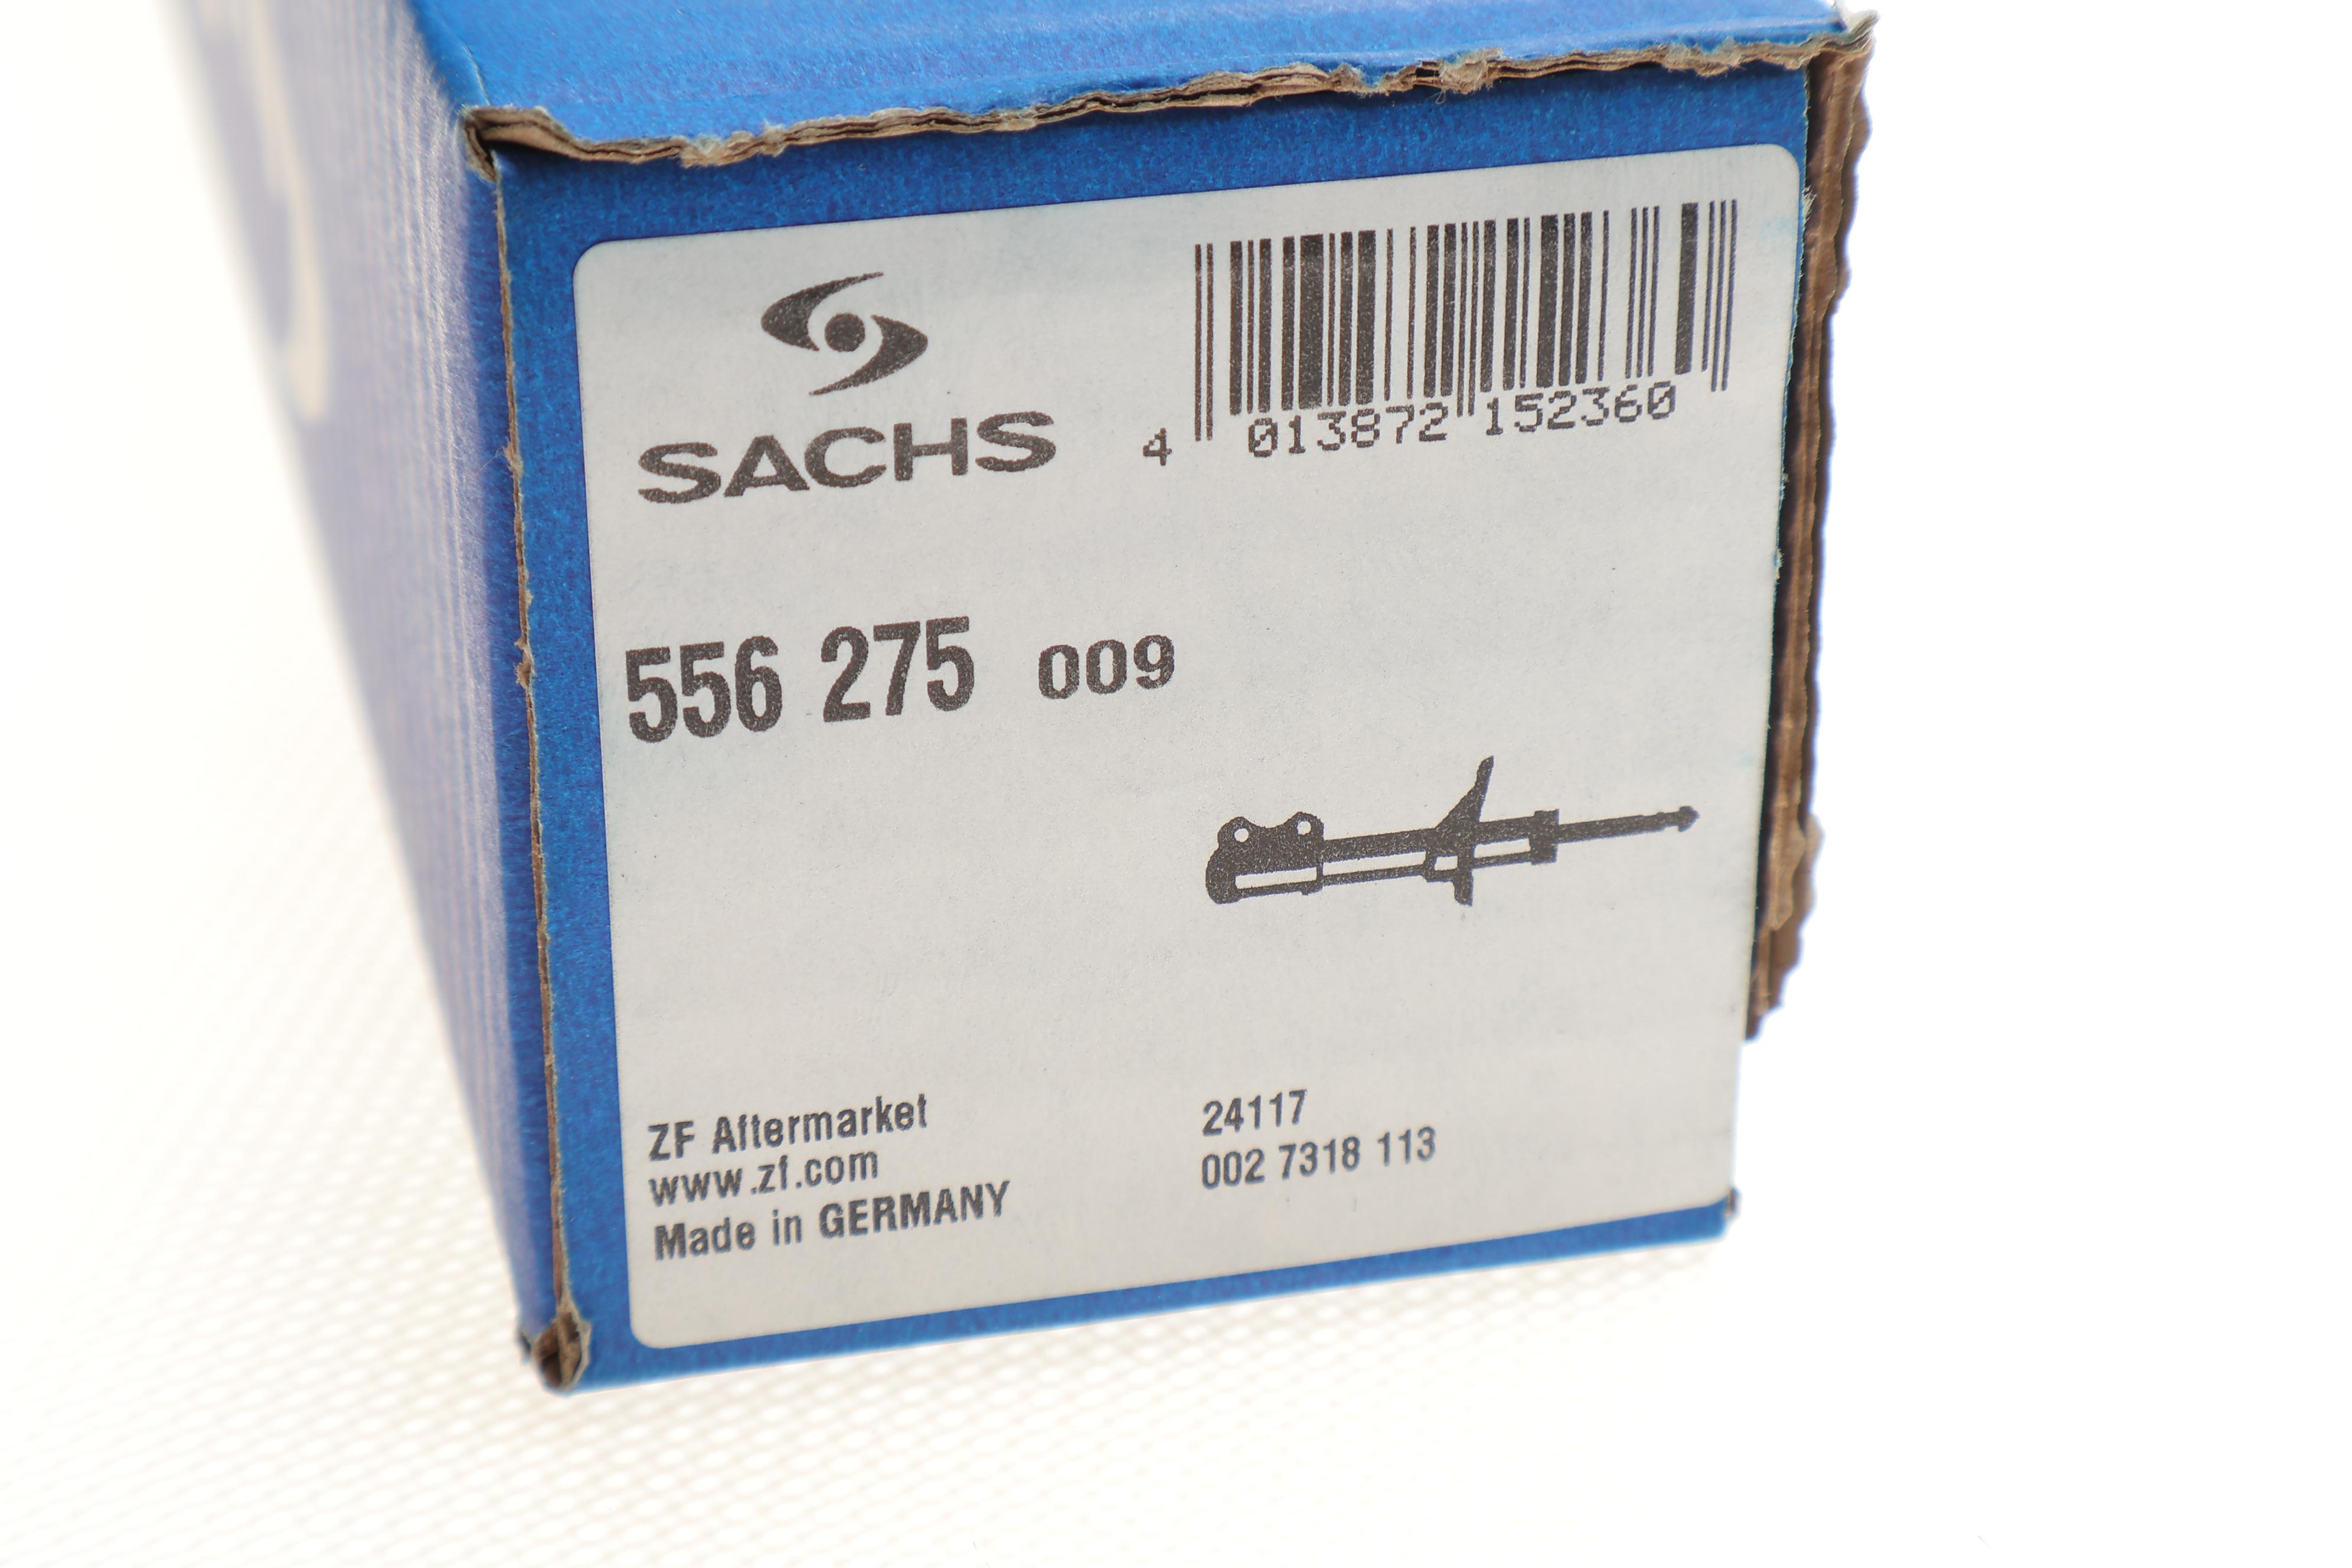 SACHS
4 013872 152360
556 275 009
ZF Aftermarket
www.zf.com
Made in GERMANY
24117
002 7318 113